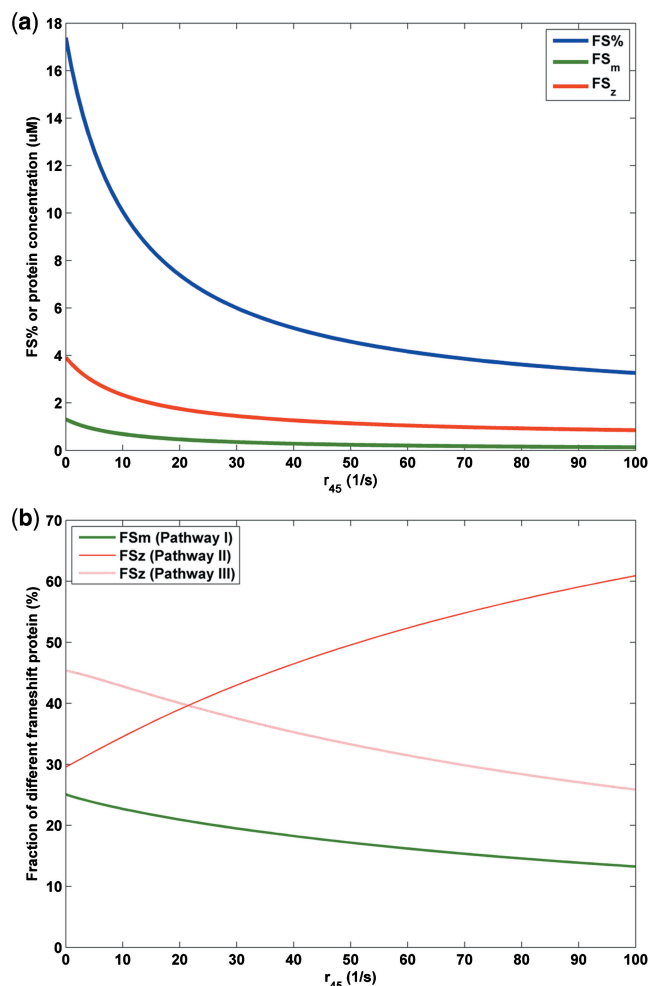 (a)
FS% or protein concentration (uM)
18
16
14
12
10
8
6
4
2
0
FS%
FSm
FSz
0 10 20 30 40 50 60 70 80 90 100
r45 (1/s)
(b)
Fraction of different frameshift protein (%)
70
60
50
40
30
20
10
0
FSm (Pathway I)
FSz (Pathway II)
FSz (Pathway III)
0 10 20 30 40 50 60 70 80 90 100
r45 (1/s)